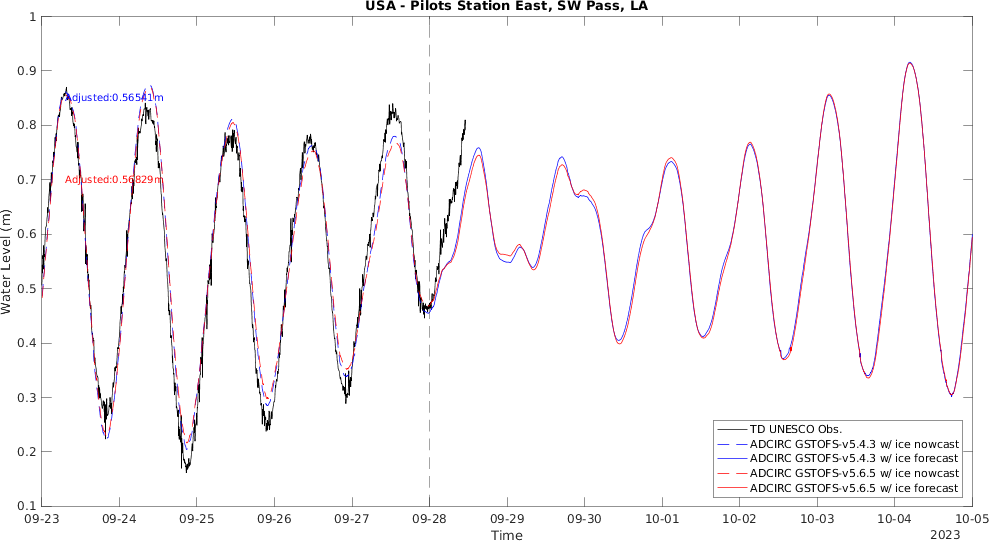 USA - Pilots Station East, SW Pass, LA
1
0.9
0.8
0.7
0.6
0.5
0.4
0.3
0.2
0.1
Water Level (m)
Adjusted:0.56541m
Adjusted:0.56829m
TD UNESCO Obs.
ADCIRC GSTOFS-v5.4.3 w/ ice nowcast
ADCIRC GSTOFS-v5.4.3 w/ ice forecast
ADCIRC GSTOFS-v5.6.5 w/ ice nowcast
ADCIRC GSTOFS-v5.6.5 w/ ice forecast
09-23 09-24 09-25 09-26 09-27 09-28 09-29 09-30 10-01 10-02 10-03 10-04 10-05
Time
2023